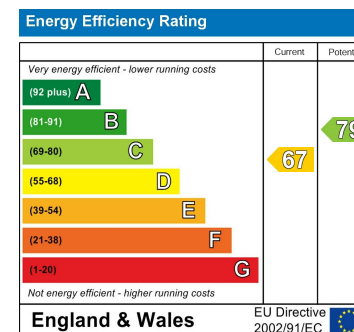 Energy Efficiency Rating
Current Potent
Very energy efficient - lower running costs
(92 plus) A
(81-91) B
(69-80) C
(55-68) D
(39-54) E
(21-38) F
(1-20) G
67
79
Not energy efficient - higher running costs
England & Wales
EU Directive
2002/91/EC